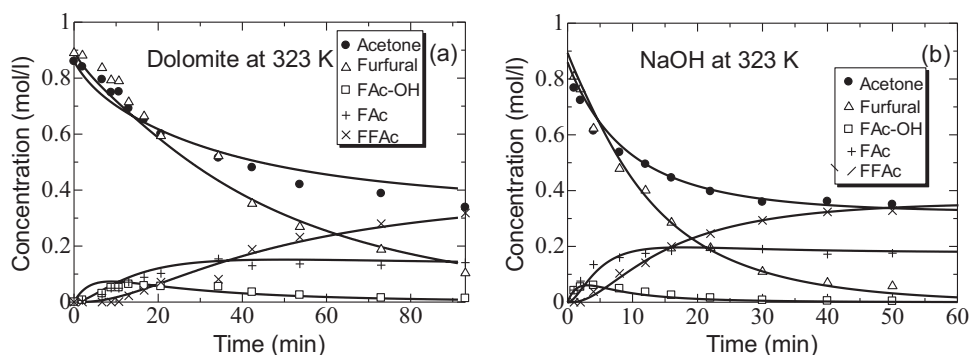 Dolomite at 323 K
(a)
Acetone
Furfural
FAc-OH
FAc
FFAc
Concentration (mol/l)
1
0.8
0.6
0.4
0.2
0
0 20 40 60 80
Time (min)
NaOH at 323 K
(b)
Acetone
Furfural
FAc-OH
FAc
FFAc
Concentration (mol/l)
1
0.8
0.6
0.4
0.2
0
0 10 20 30 40 50 60
Time (min)